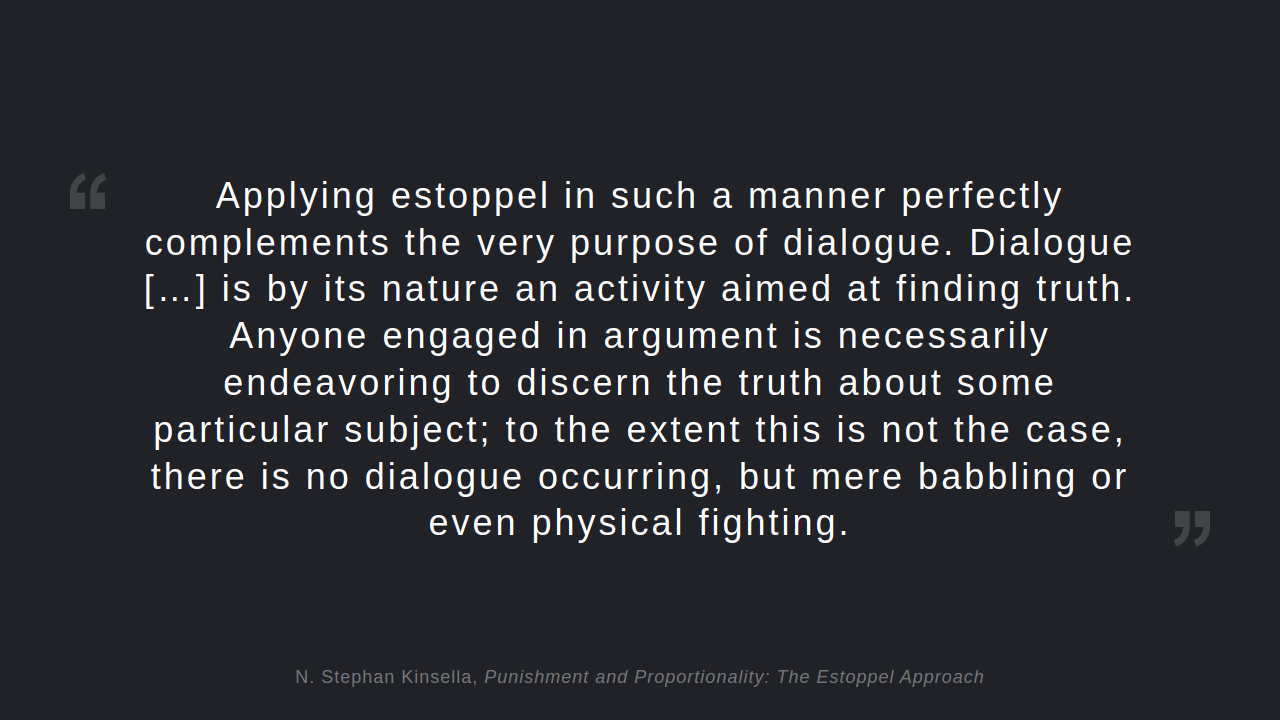 “
Applying estoppel in such a manner perfectly
complements the very purpose of dialogue. Dialogue
[…] is by its nature an activity aimed at finding truth.
Anyone engaged in argument is necessarily
endeavoring to discern the truth about some
particular subject; to the extent this is not the case,
there is no dialogue occurring, but mere babbling or
even physical fighting.
”
N. Stephan Kinsella, Punishment and Proportionality: The Estoppel Approach